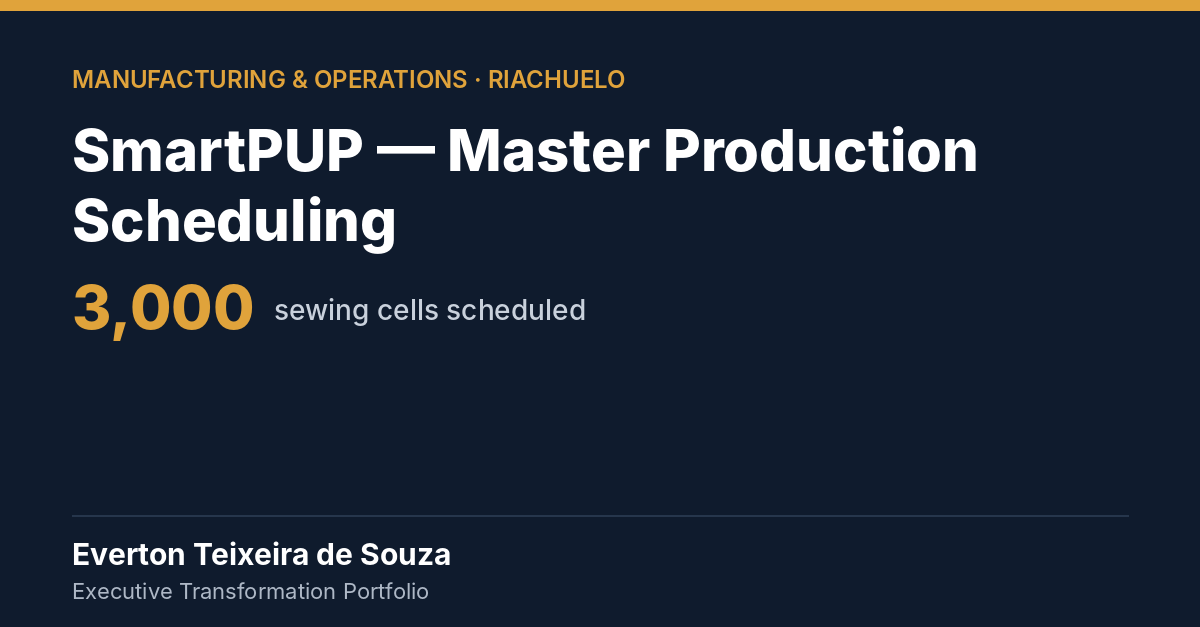 MANUFACTURING & OPERATIONS · RIACHUELO
SmartPUP — Master Production
Scheduling
3,000 sewing cells scheduled
Everton Teixeira de Souza
Executive Transformation Portfolio